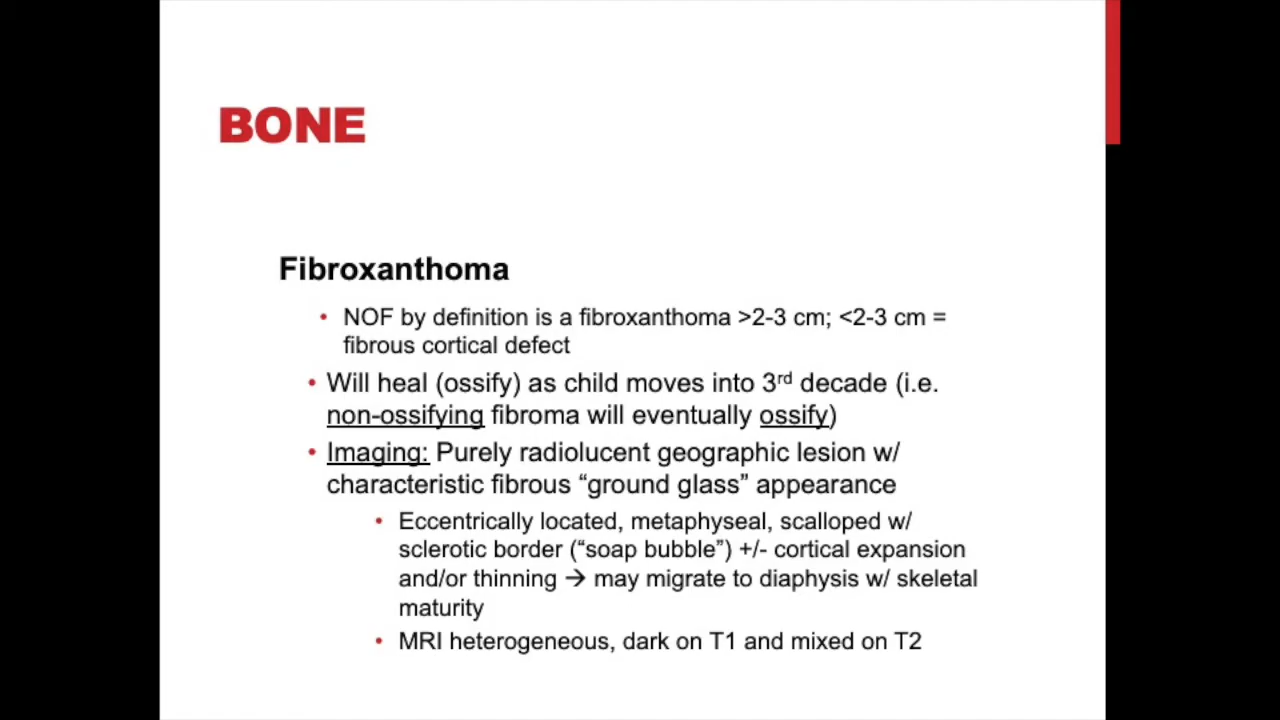 BONE
Fibroxanthoma
• NOF by definition is a fibroxanthoma >2-3 cm; <2-3 cm =
fibrous cortical defect
• Will heal (ossify) as child moves into 3rd decade (i.e.
non-ossifying fibroma will eventually ossify)
• Imaging: Purely radiolucent geographic lesion w/
characteristic fibrous “ground glass” appearance
• Eccentrically located, metaphyseal, scalloped w/
sclerotic border (“soap bubble”) +/- cortical expansion
and/or thinning → may migrate to diaphysis w/ skeletal
maturity
• MRI heterogeneous, dark on T1 and mixed on T2